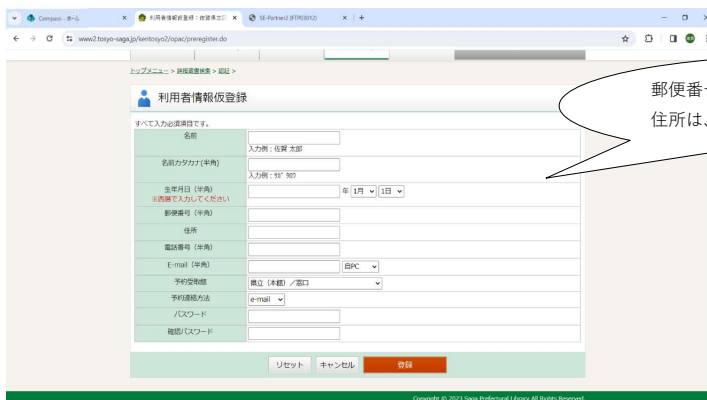 Compass - ホーム
利用者情報仮登録：佐賀県立図
SE-Partner2 (FTP03012)
www2.tosyo-saga.jp/kentosyo2/opac/preregister.do
トップメニュー > 詳細蔵書検索 > 認証 >
利用者情報仮登録
すべて入力必須項目です。
名前
入力例：佐賀 太郎
名前カタカナ(半角)
入力例：ｻｶﾞ ﾀﾛｳ
生年月日（半角）
※西暦で入力してください
年 1月 1日
郵便番号（半角）
住所
電話番号（半角）
E-mail（半角）
自PC
予約受取館
県立（本館）／窓口
予約連絡方法
e-mail
パスワード
確認パスワード
リセット キャンセル 登録
Copyright © 2023 Saga Prefectural Library All Rights Reserved.
郵便番
住所は、